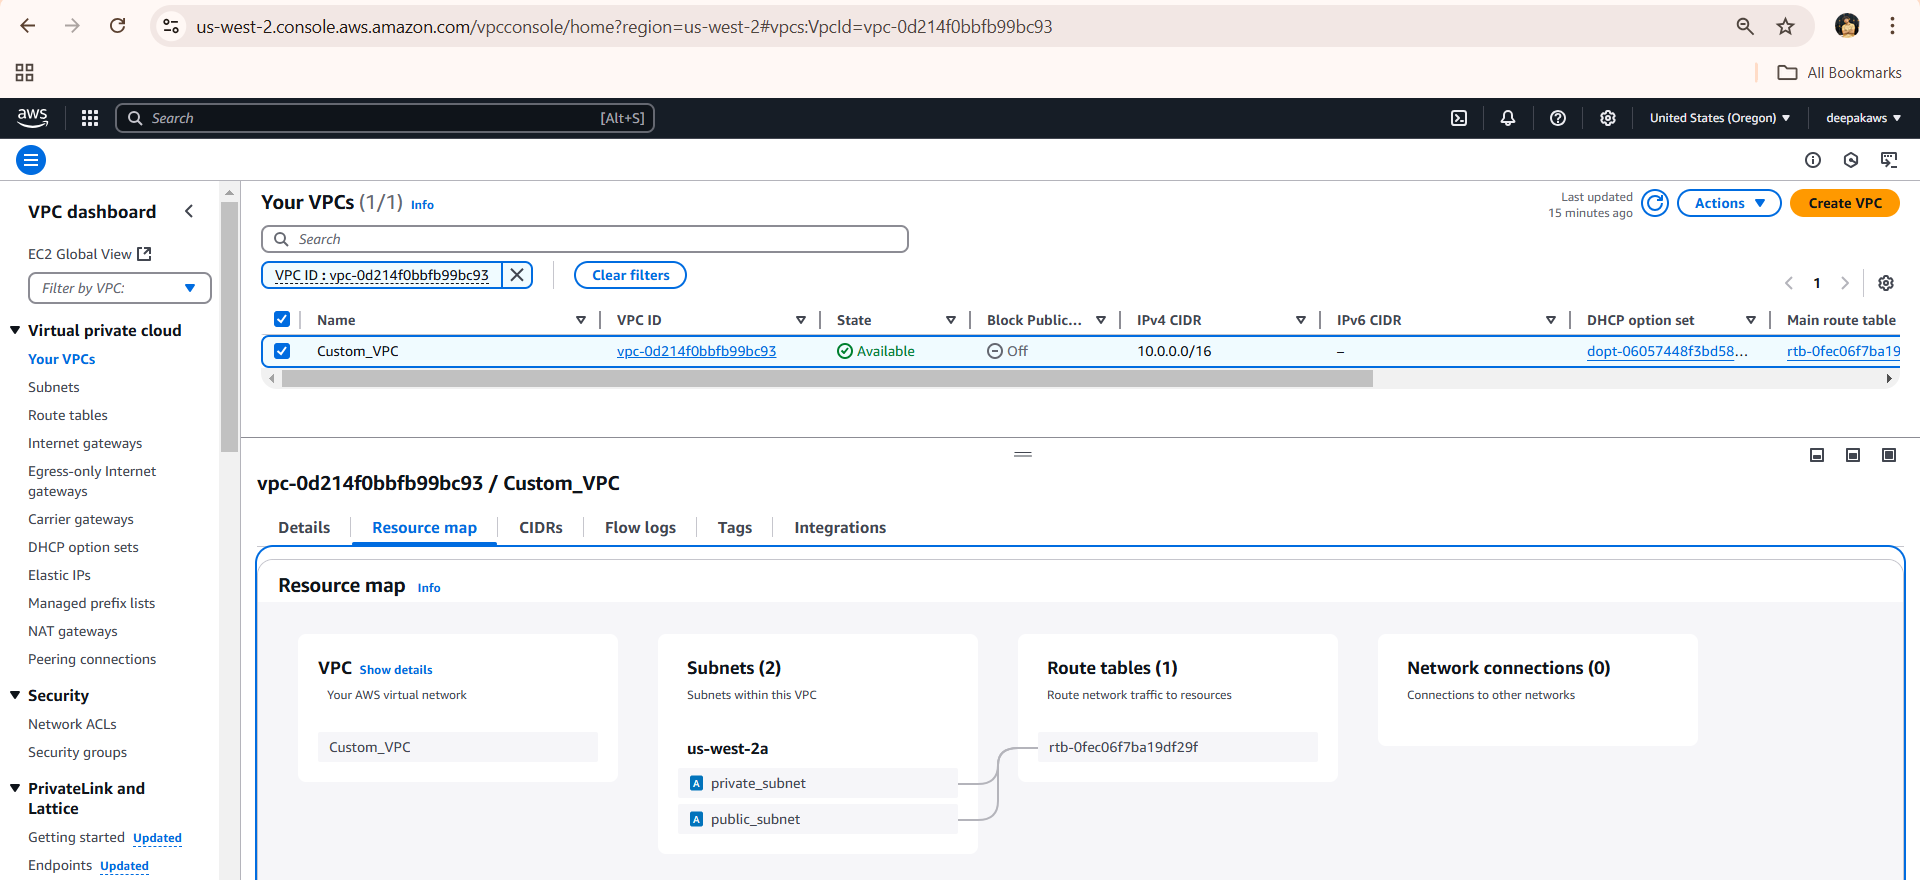 us-west-2.console.aws.amazon.com/vpcconsole/home?region=us-west-2#vpcs:VpcId=vpc-0d214f0bbfb99bc93
All Bookmarks
aws
Search [Alt+S]
United States (Oregon)
deepakaws
VPC dashboard
EC2 Global View
Filter by VPC:
Virtual private cloud
Your VPCs
Subnets
Route tables
Internet gateways
Egress-only Internet
gateways
Carrier gateways
DHCP option sets
Elastic IPs
Managed prefix lists
NAT gateways
Peering connections
Security
Network ACLs
Security groups
PrivateLink and
Lattice
Getting started Updated
Endpoints Updated
Your VPCs (1/1) Info
Last updated
15 minutes ago
Actions
Create VPC
Search
VPC ID : vpc-0d214f0bbfb99bc93
Clear filters
1
Name VPC ID State Block Public... IPv4 CIDR IPv6 CIDR DHCP option set Main route table
Custom_VPC vpc-0d214f0bbfb99bc93 Available Off 10.0.0.0/16 – dopt-06057448f3bd58... rtb-0fec06f7ba19
vpc-0d214f0bbfb99bc93 / Custom_VPC
Details Resource map CIDRs Flow logs Tags Integrations
Resource map Info
VPC Show details
Your AWS virtual network
Custom_VPC
Subnets (2)
Subnets within this VPC
us-west-2a
A private_subnet
A public_subnet
Route tables (1)
Route network traffic to resources
rtb-0fec06f7ba19df29f
Network connections (0)
Connections to other networks